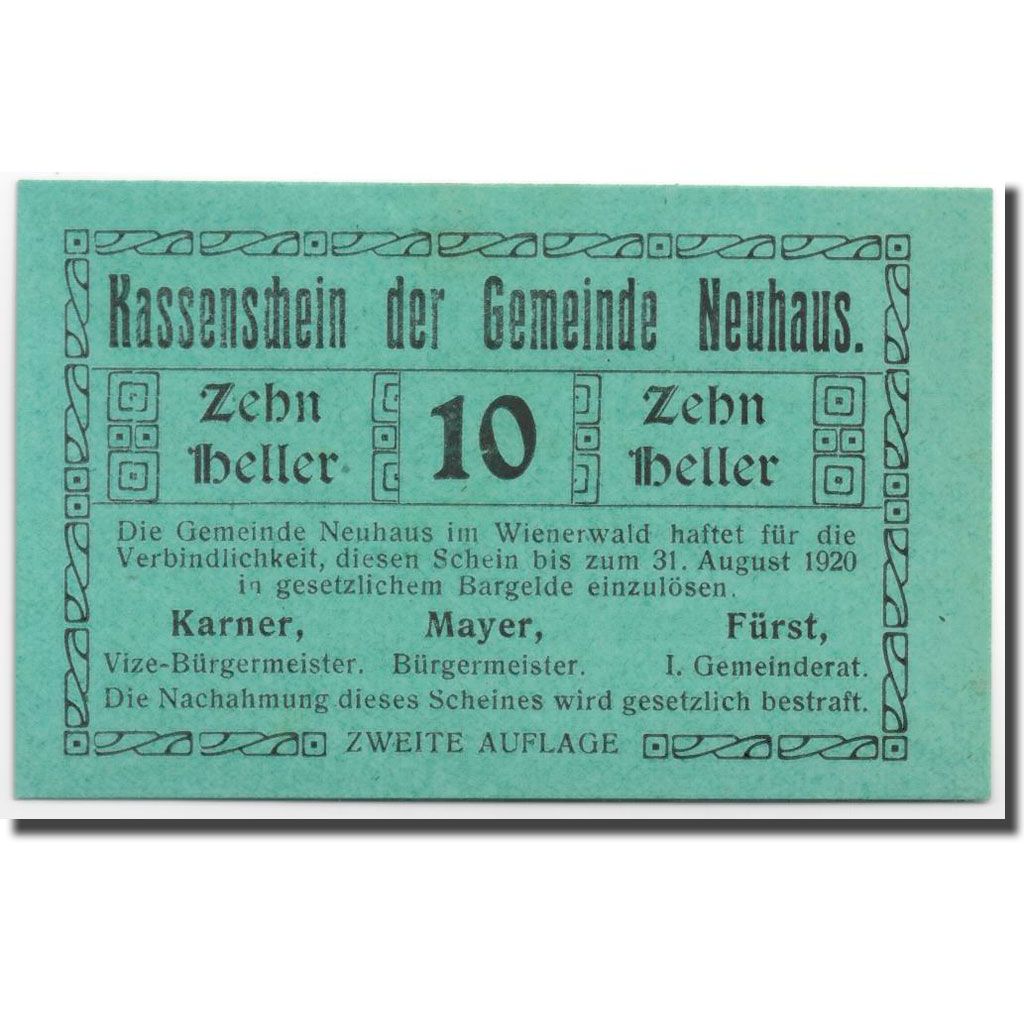 Kassenschein der Gemeinde Neuhaus.
Zehn Heller 10 Zehn Heller
Die Gemeinde Neuhaus im Wienerwald haftet für die
Verbindlichkeit, diesen Schein bis zum 31. August 1920
in gesetzlichem Bargelde einzulösen.
Karner, Mayer, Fürst,
Vize-Bürgermeister. Bürgermeister. I. Gemeinderat.
Die Nachahmung dieses Scheines wird gesetzlich bestraft.
ZWEITE AUFLAGE